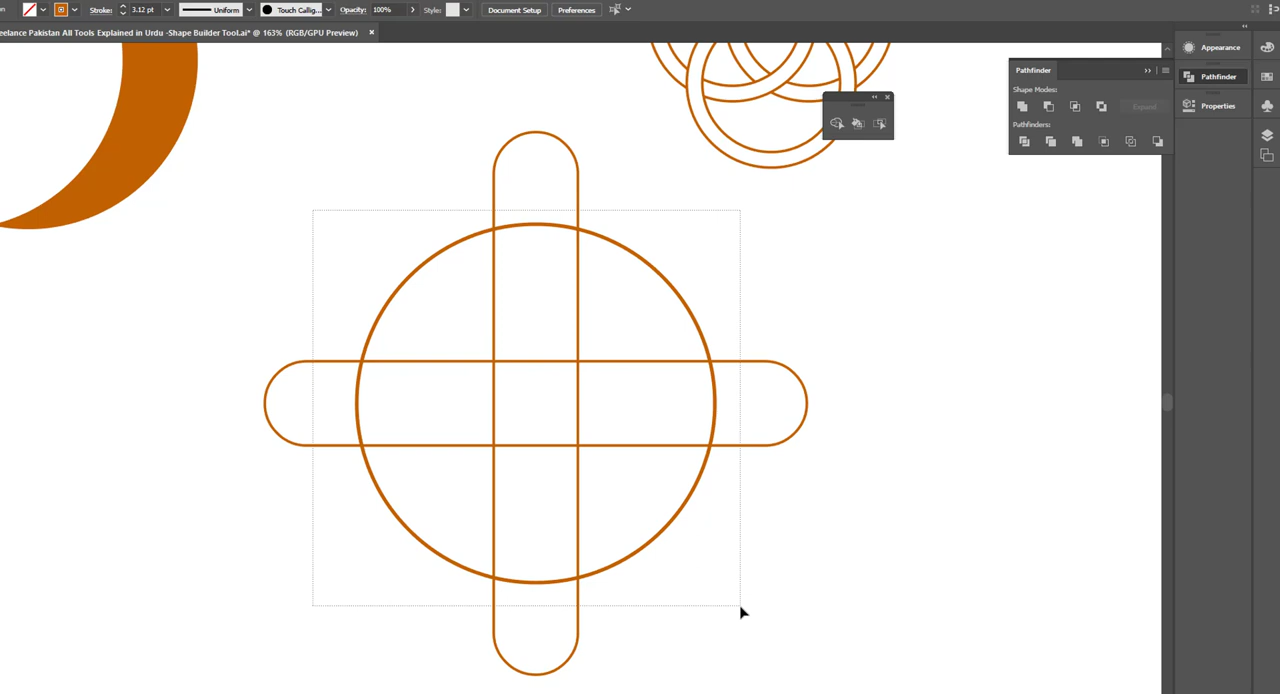 Stroke: 3.12 pt Uniform Touch Callig... Opacity: 100% Style: Document Setup Preferences
eelance Pakistan All Tools Explained in Urdu -Shape Builder Tool.ai* @ 163% (RGB/GPU Preview)
Appearance
Pathfinder
Properties
Pathfinder
Shape Modes:
Expand
Pathfinders: